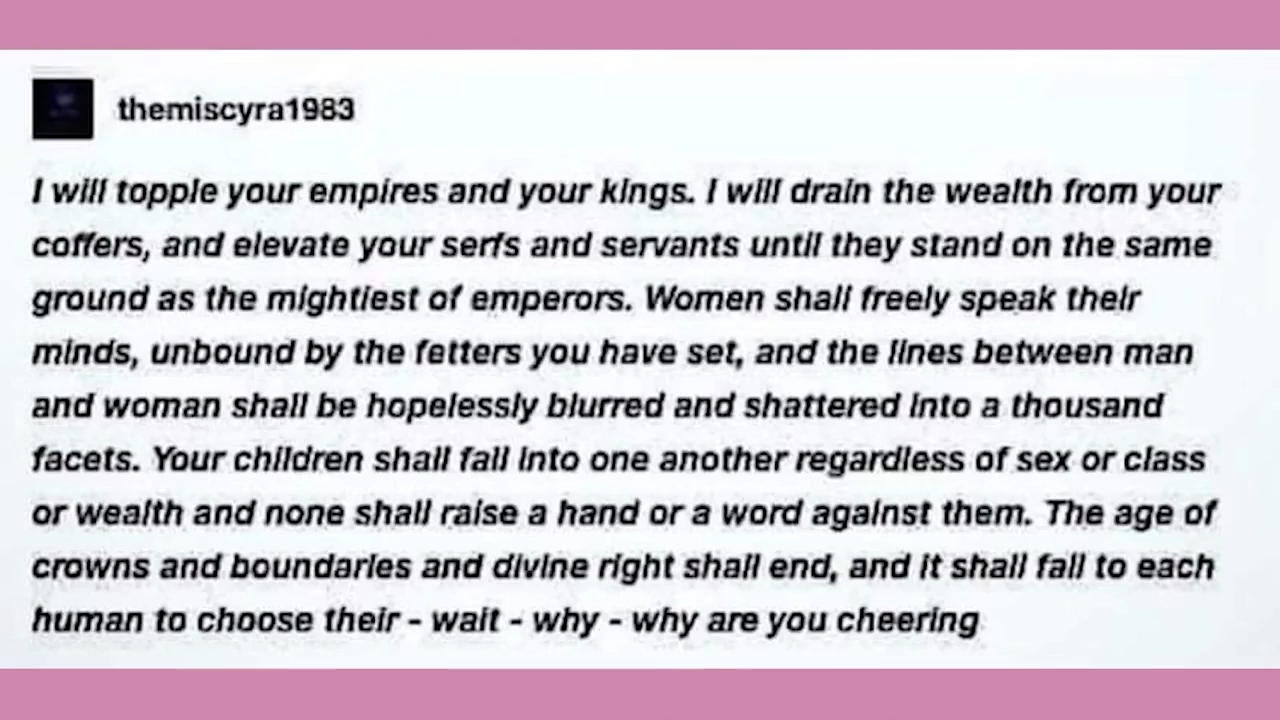 themiscyra1983
I will topple your empires and your kings. I will drain the wealth from your
coffers, and elevate your serfs and servants until they stand on the same
ground as the mightiest of emperors. Women shall freely speak their
minds, unbound by the fetters you have set, and the lines between man
and woman shall be hopelessly blurred and shattered into a thousand
facets. Your children shall fall into one another regardless of sex or class
or wealth and none shall raise a hand or a word against them. The age of
crowns and boundaries and divine right shall end, and it shall fall to each
human to choose their - wait - why - why are you cheering